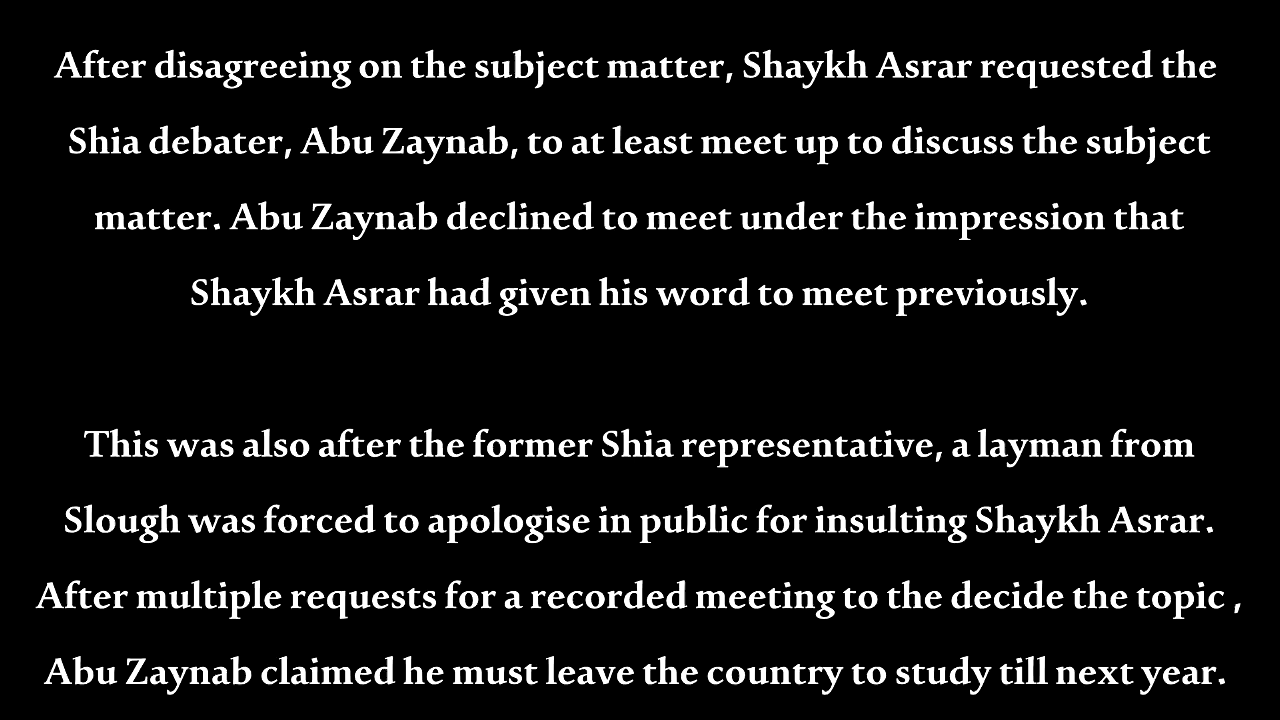 After disagreeing on the subject matter, Shaykh Asrar requested the
Shia debater, Abu Zaynab, to at least meet up to discuss the subject
matter. Abu Zaynab declined to meet under the impression that
Shaykh Asrar had given his word to meet previously.
This was also after the former Shia representative, a layman from
Slough was forced to apologise in public for insulting Shaykh Asrar.
After multiple requests for a recorded meeting to the decide the topic ,
Abu Zaynab claimed he must leave the country to study till next year.